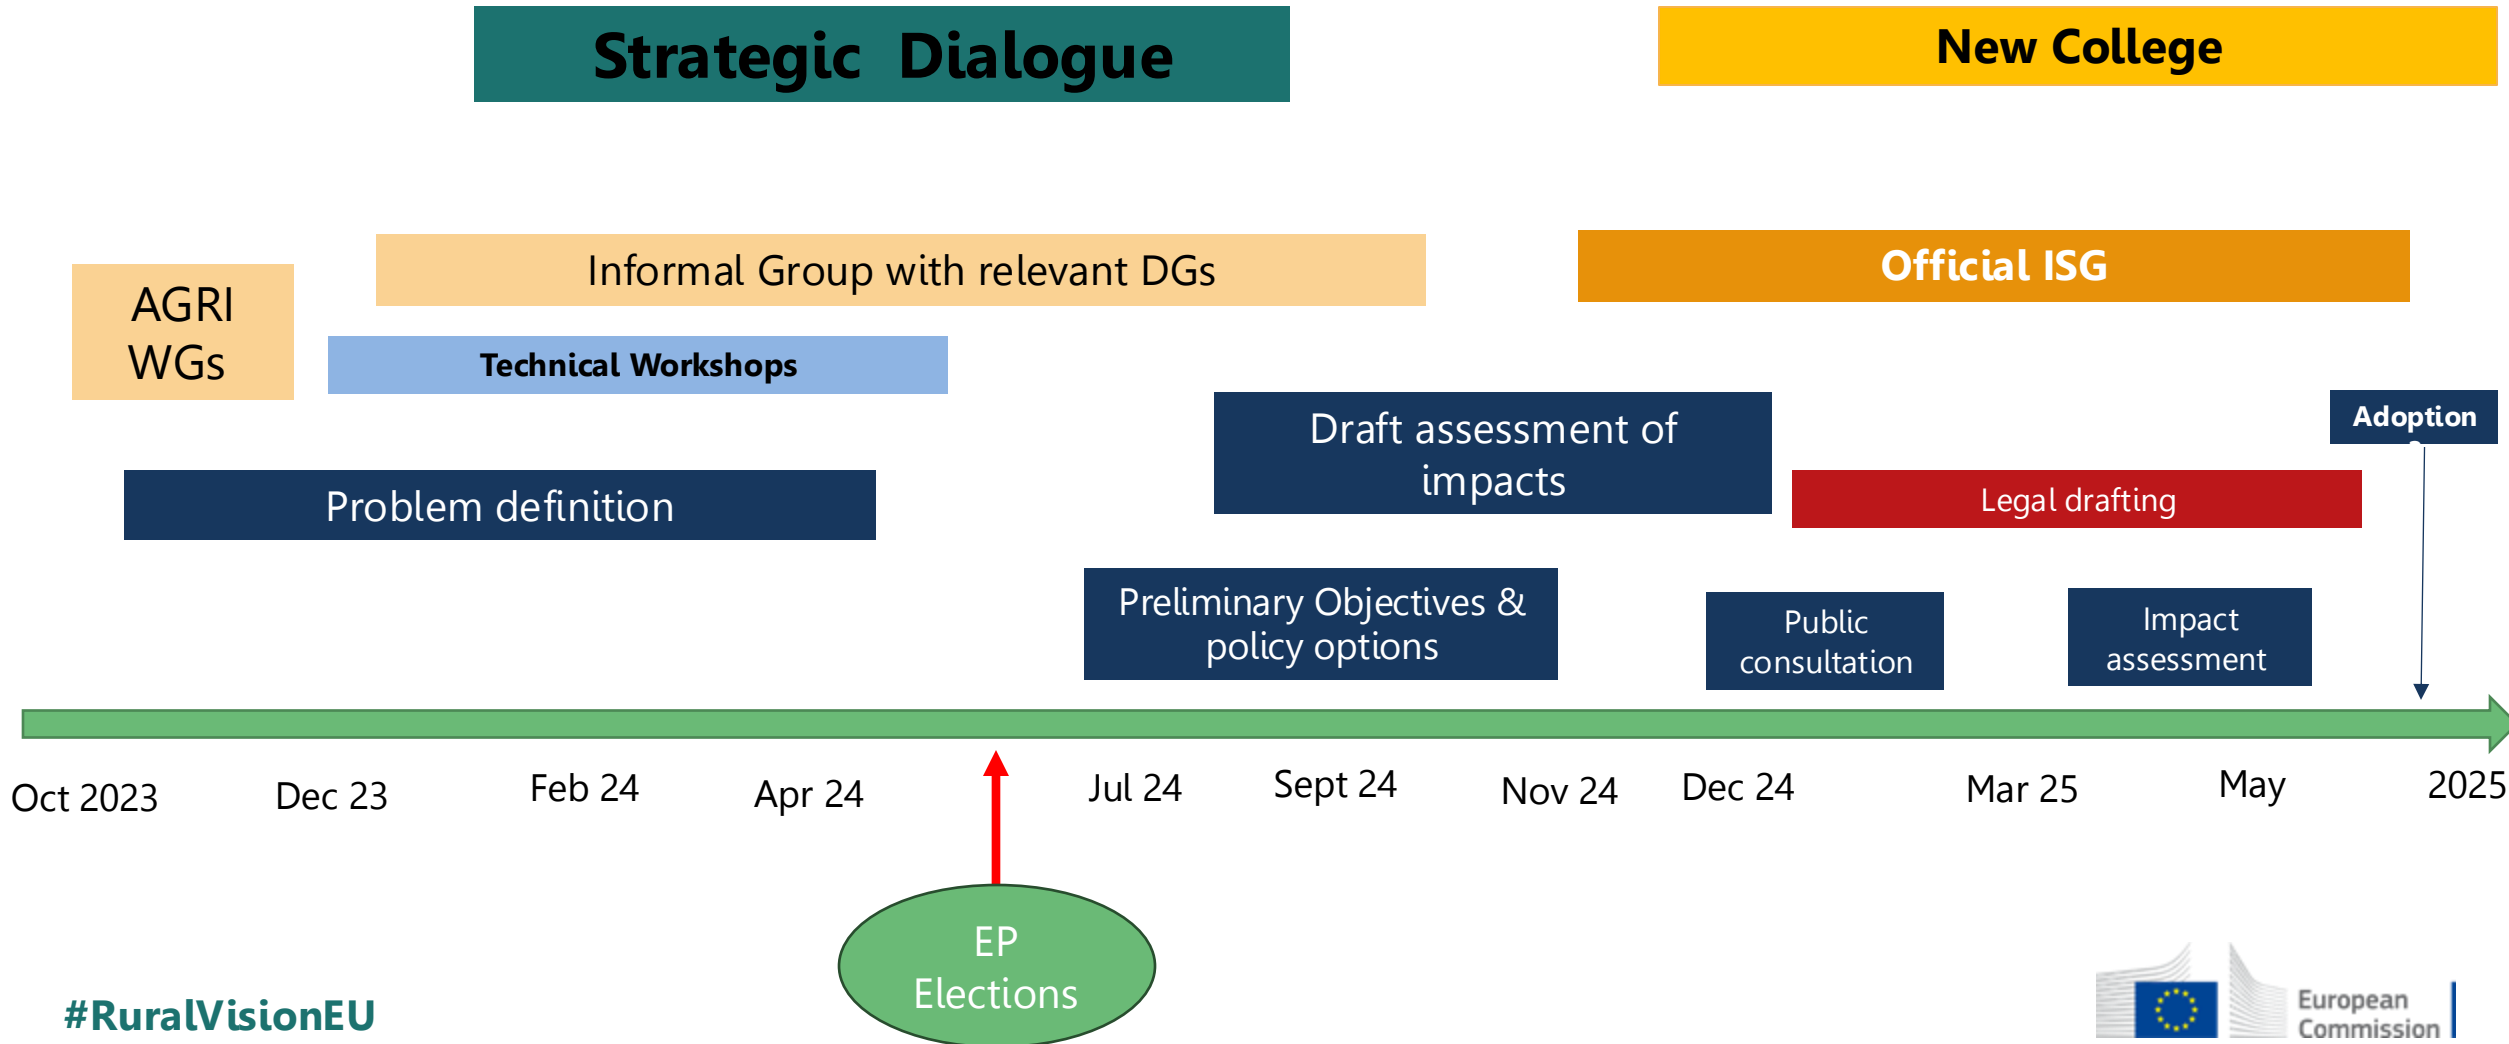 Strategic Dialogue
New College
Informal Group with relevant DGs
Official ISG
AGRI
WGs
Technical Workshops
Draft assessment of
impacts
Adoption
Problem definition
Legal drafting
Preliminary Objectives &
policy options
Public
consultation
Impact
assessment
Oct 2023
Dec 23
Feb 24
Apr 24
Jul 24
Sept 24
Nov 24
Dec 24
Mar 25
May
2025
EP
Elections
#RuralVisionEU
European
Commission